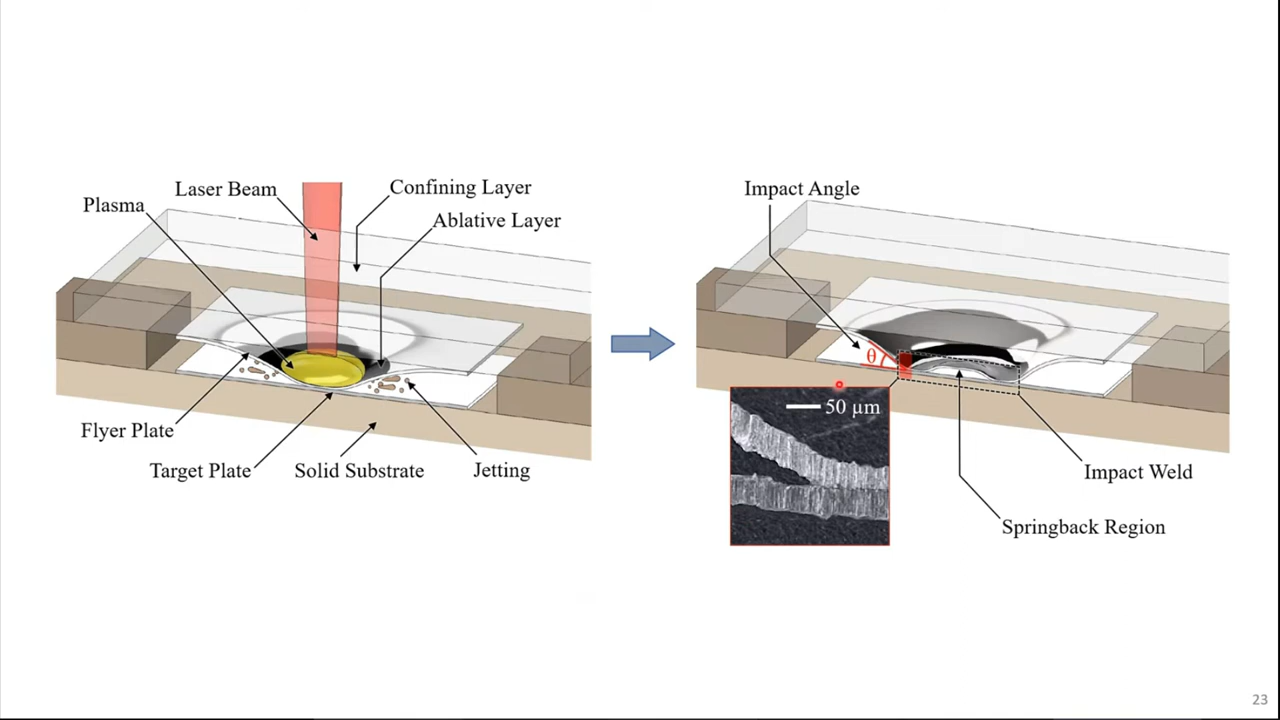 Laser Beam
Plasma
Confining Layer
Ablative Layer
Flyer Plate
Target Plate
Solid Substrate
Jetting
Impact Angle
θ
50 µm
Impact Weld
Springback Region
23